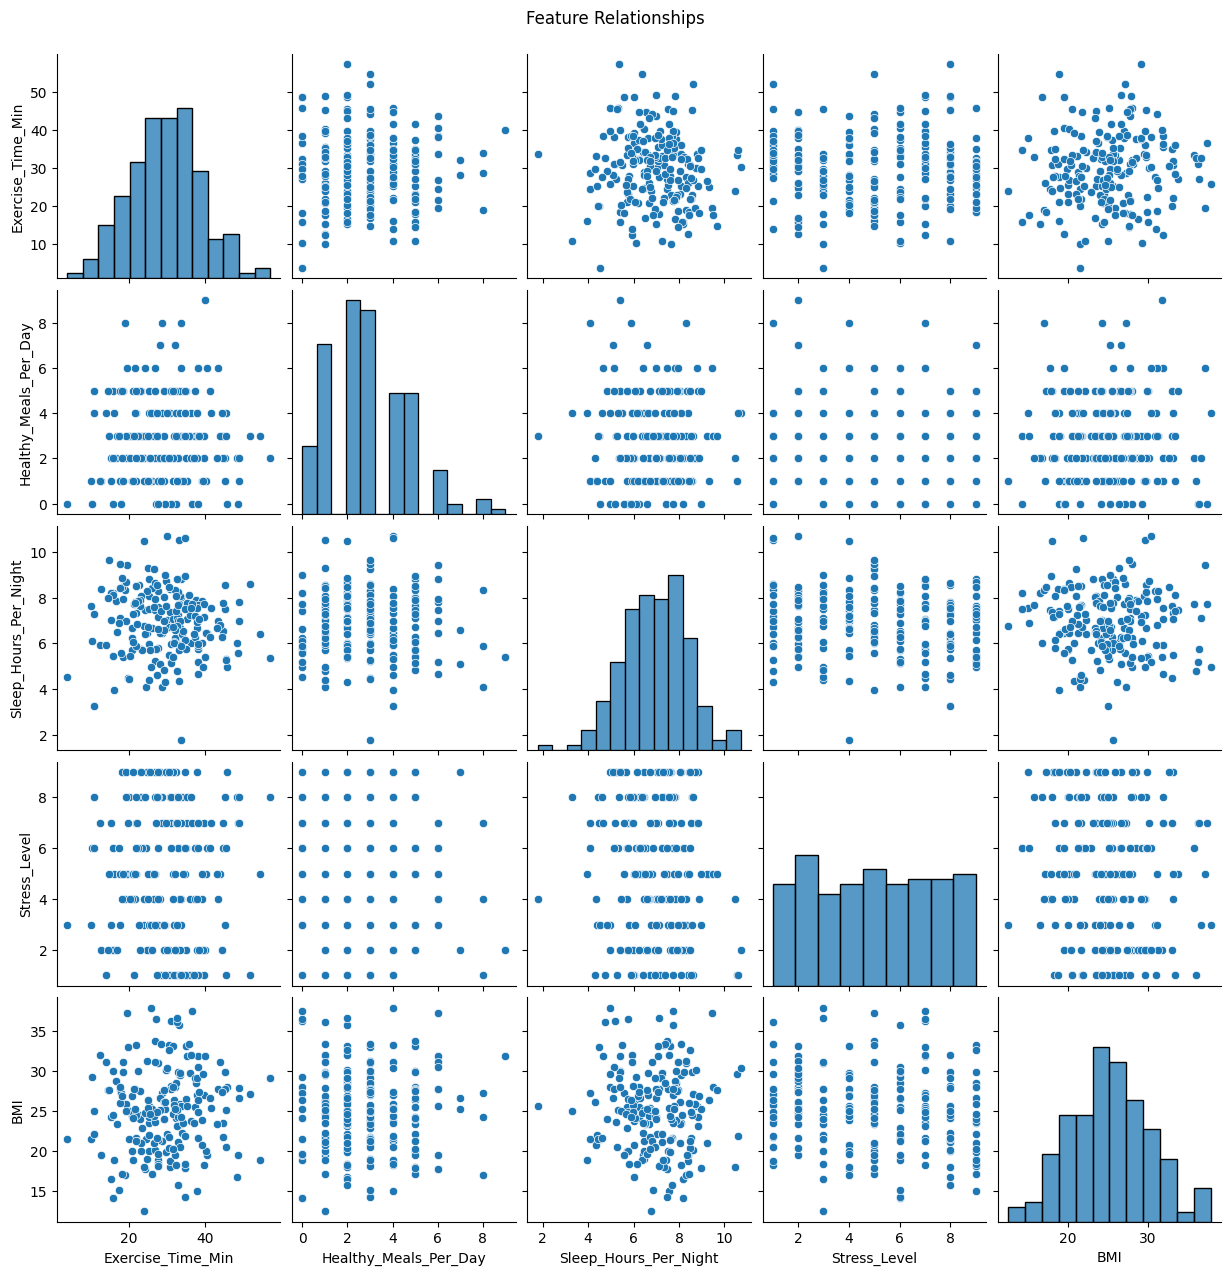 Feature Relationships
Exercise_Time_Min
50
40
30
20
10
Healthy_Meals_Per_Day
8
6
4
2
0
Sleep_Hours_Per_Night
10
8
6
4
2
Stress_Level
8
6
4
2
BMI
35
30
25
20
15
20 40
0 2 4 6 8
2 4 6 8 10
2 4 6 8
20 30
Exercise_Time_Min Healthy_Meals_Per_Day Sleep_Hours_Per_Night Stress_Level BMI